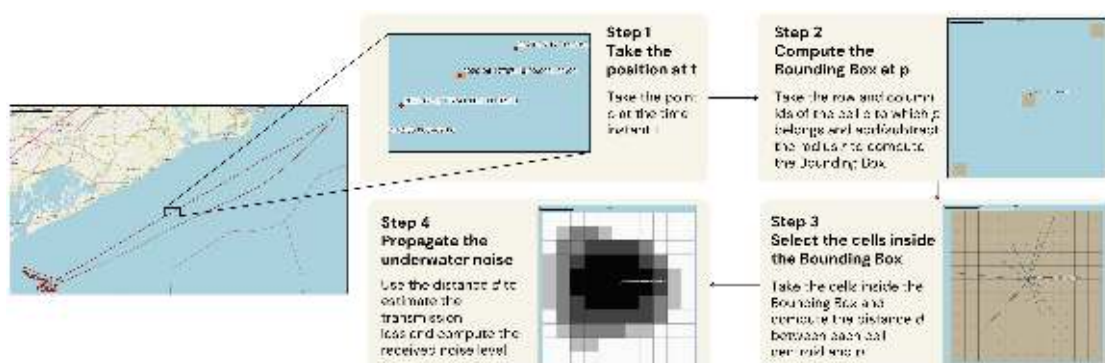 Step 1
Take the
position at t
Take the point
p at the time
instant t
Step 2
Compute the
Bounding Box at p
Take the row and column
ids of the cell c to which p
belongs and add/subtract
the radius r to compute
the Bounding Box
Step 3
Select the cells inside
the Bounding Box
Take the cells inside the
Bounding Box and
compute the distance d
between each cell
centroid and p
Step 4
Propagate the
underwater noise
Use the distance d to
estimate the
transmission
loss and compute the
received noise level